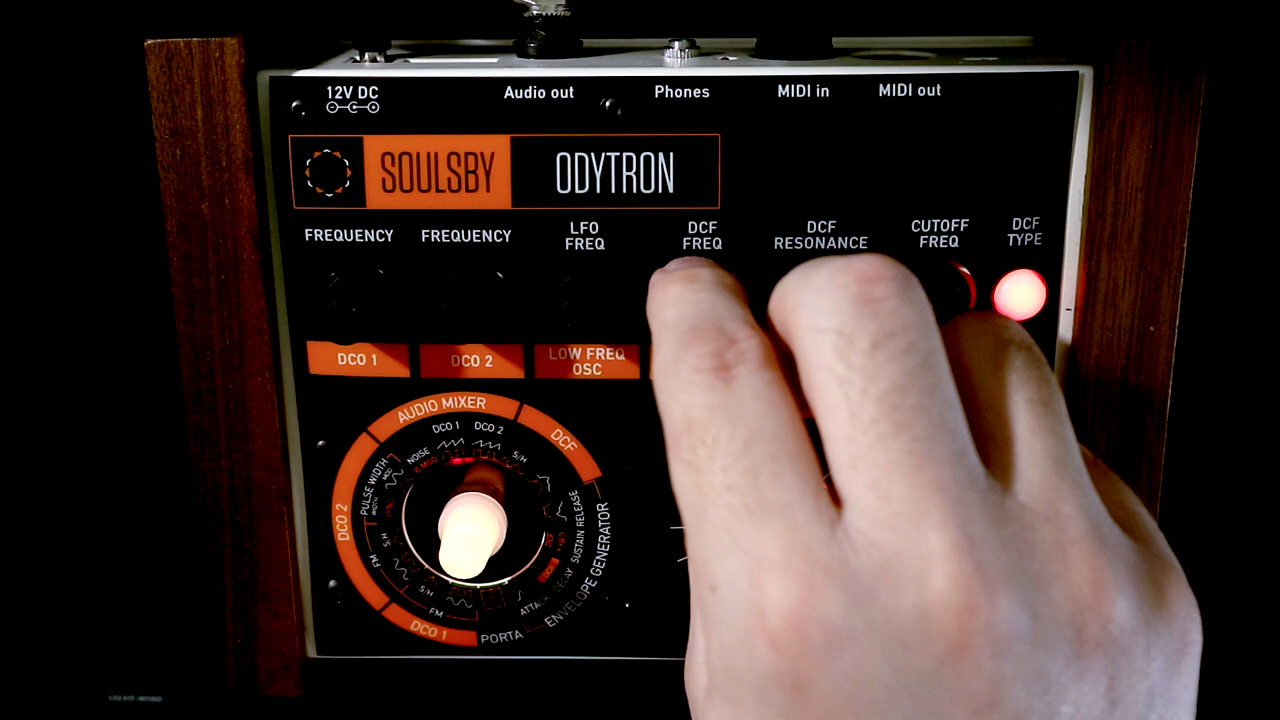 12V DC
Audio out
Phones
MIDI in
MIDI out
SOULSBY
ODYTRON
FREQUENCY
FREQUENCY
LFO
FREQ
DCF
FREQ
DCF
RESONANCE
CUTOFF
FREQ
DCF
TYPE
DCO 1
DCO 2
LOW FREQ
OSC
AUDIO MIXER
DCF
DCO 1
DCO 2
NOISE
S/H
PULSE WIDTH
WIDTH
MOD
DCO 2
S/H
FM
S/H
FM
DCO 1
PORTA
ATTACK
DECAY
SUSTAIN
RELEASE
ENVELOPE GENERATOR